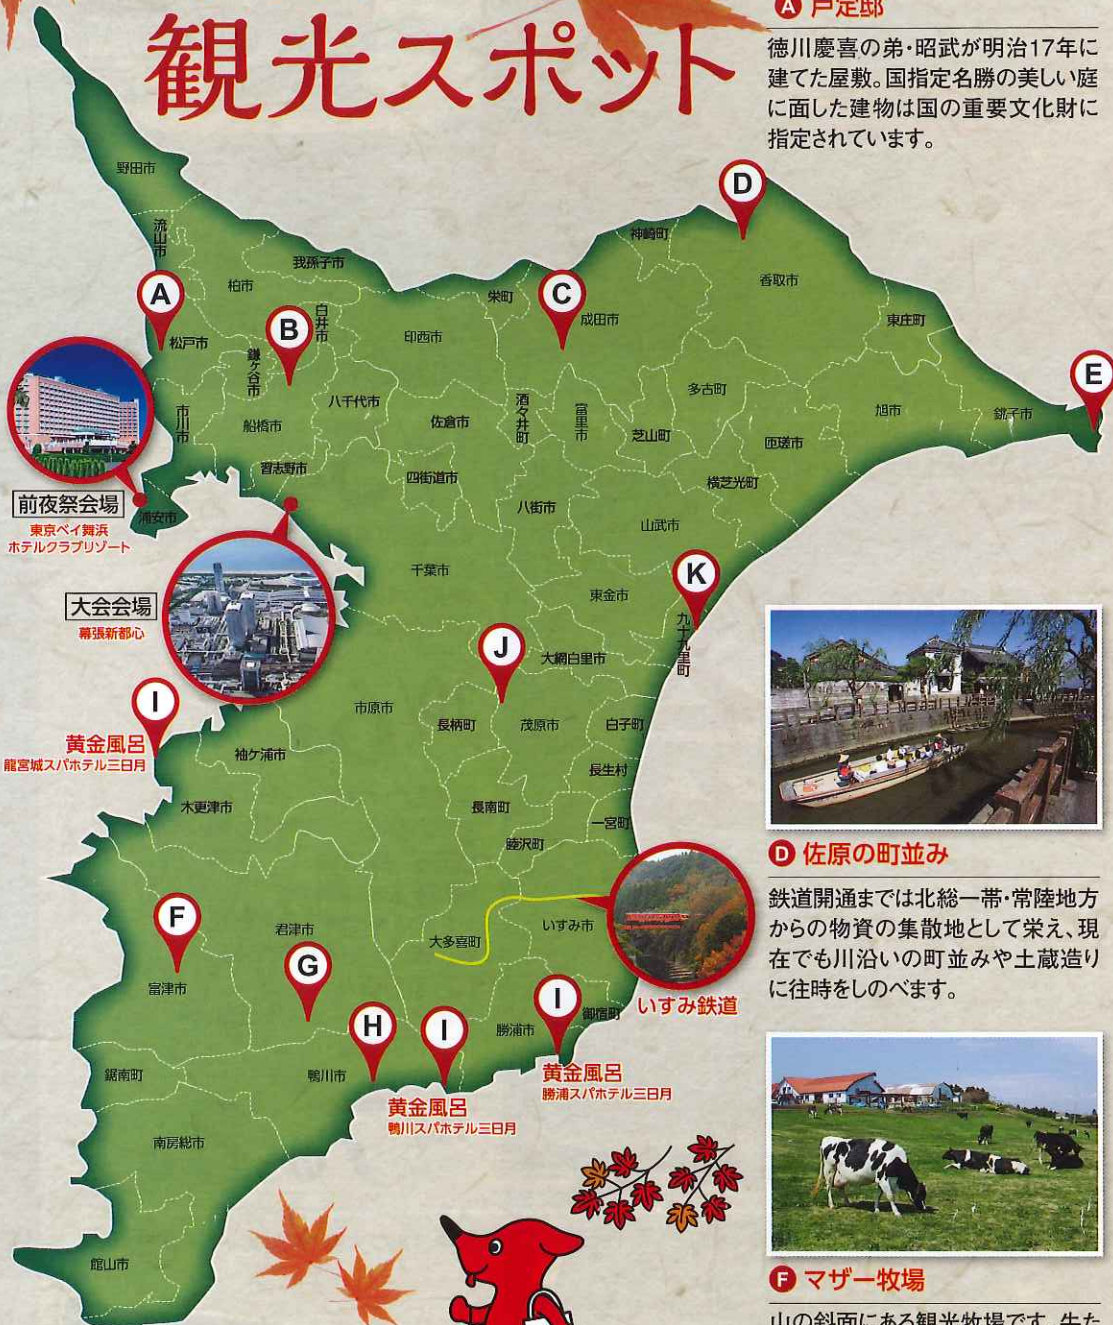 観光スポット
A 戸定邸
徳川慶喜の弟・昭武が明治17年に
建てた屋敷。国指定名勝の美しい庭
に面した建物は国の重要文化財に
指定されています。
野田市
流山市
A
柏市
我孫子市
B
白井市
松戸市
鎌ヶ谷市
市川市
船橋市
八千代市
習志野市
浦安市
印西市
栄町
C
成田市
神崎町
D
香取市
東庄町
E
銚子市
旭市
匝瑳市
多古町
芝山町
横芝光町
富里市
酒々井町
佐倉市
四街道市
八街市
山武市
千葉市
東金市
K
九十九里町
大網白里市
J
前夜祭会場
東京ベイ舞浜
ホテルクラブリゾート
大会会場
幕張新都心
I
黄金風呂
龍宮城スパホテル三日月
市原市
長柄町
茂原市
白子町
袖ケ浦市
長生村
木更津市
長南町
一宮町
睦沢町
F
富津市
君津市
G
大多喜町
いすみ市
いすみ鉄道
H
I
I
勝浦市
御宿町
黄金風呂
勝浦スパホテル三日月
鋸南町
鴨川市
黄金風呂
鴨川スパホテル三日月
南房総市
館山市
D 佐原の町並み
鉄道開通までは北総一帯・常陸地方
からの物資の集散地として栄え、現
在でも川沿いの町並みや土蔵造り
に往時をしのべます。
F マザー牧場
山の斜面にある観光牧場です。牛た